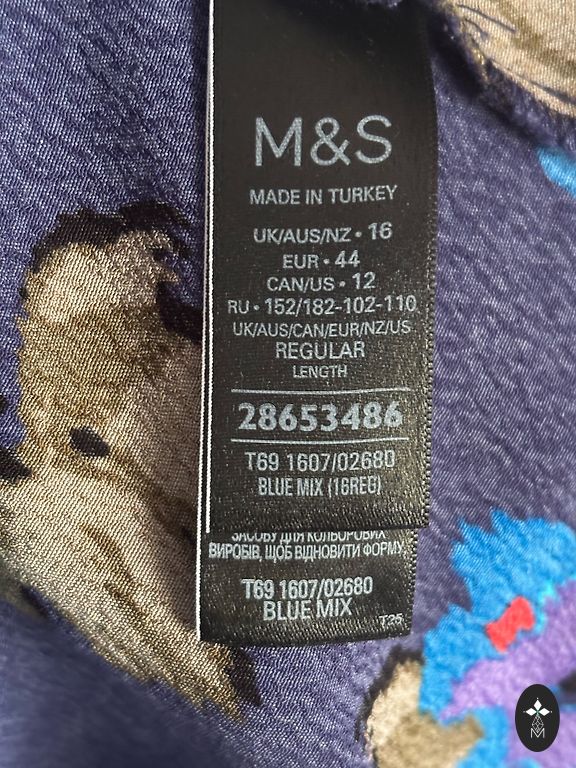 M&S
MADE IN TURKEY
UK/AUS/NZ • 16
EUR • 44
CAN/US • 12
RU • 152/182-102-110
UK/AUS/CAN/EUR/NZ/US
REGULAR
LENGTH
28653486
T69 1607/02680
BLUE MIX (16REG)
ЗАСОБУ ДЛЯ КОЛЬОРОВИХ
ВИРОБІВ, ЩОБ ВІДНОВИТИ ФОРМУ.
T69 1607/02680
BLUE MIX
T25
M